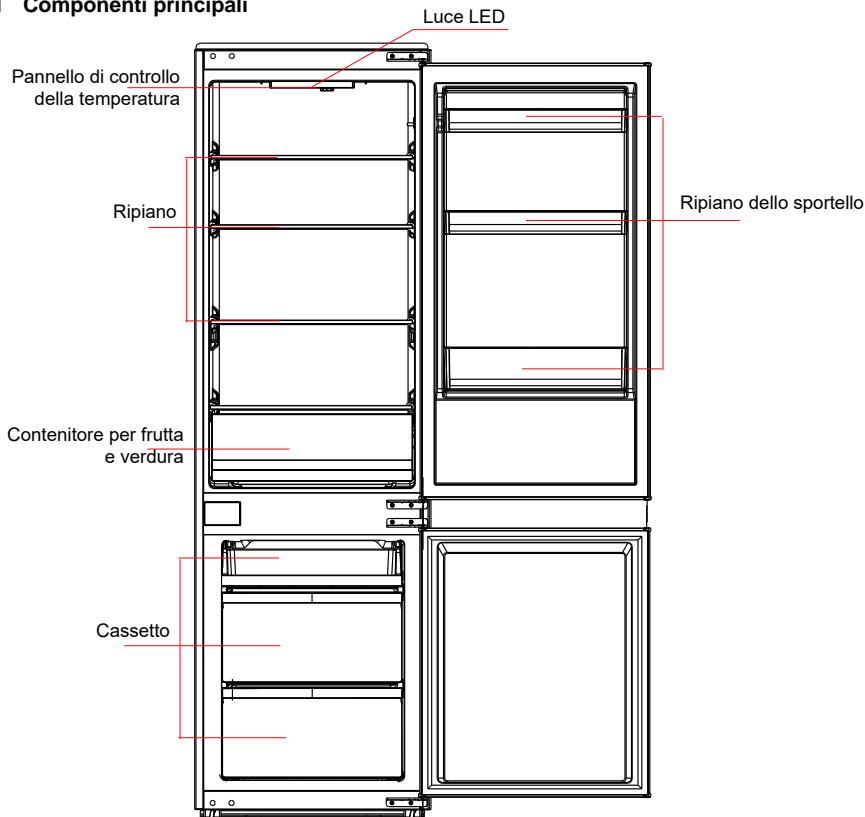 Componenti principali
Luce LED
Pannello di controllo
della temperatura
Ripiano
Ripiano dello sportello
Contenitore per frutta
e verdura
Cassetto